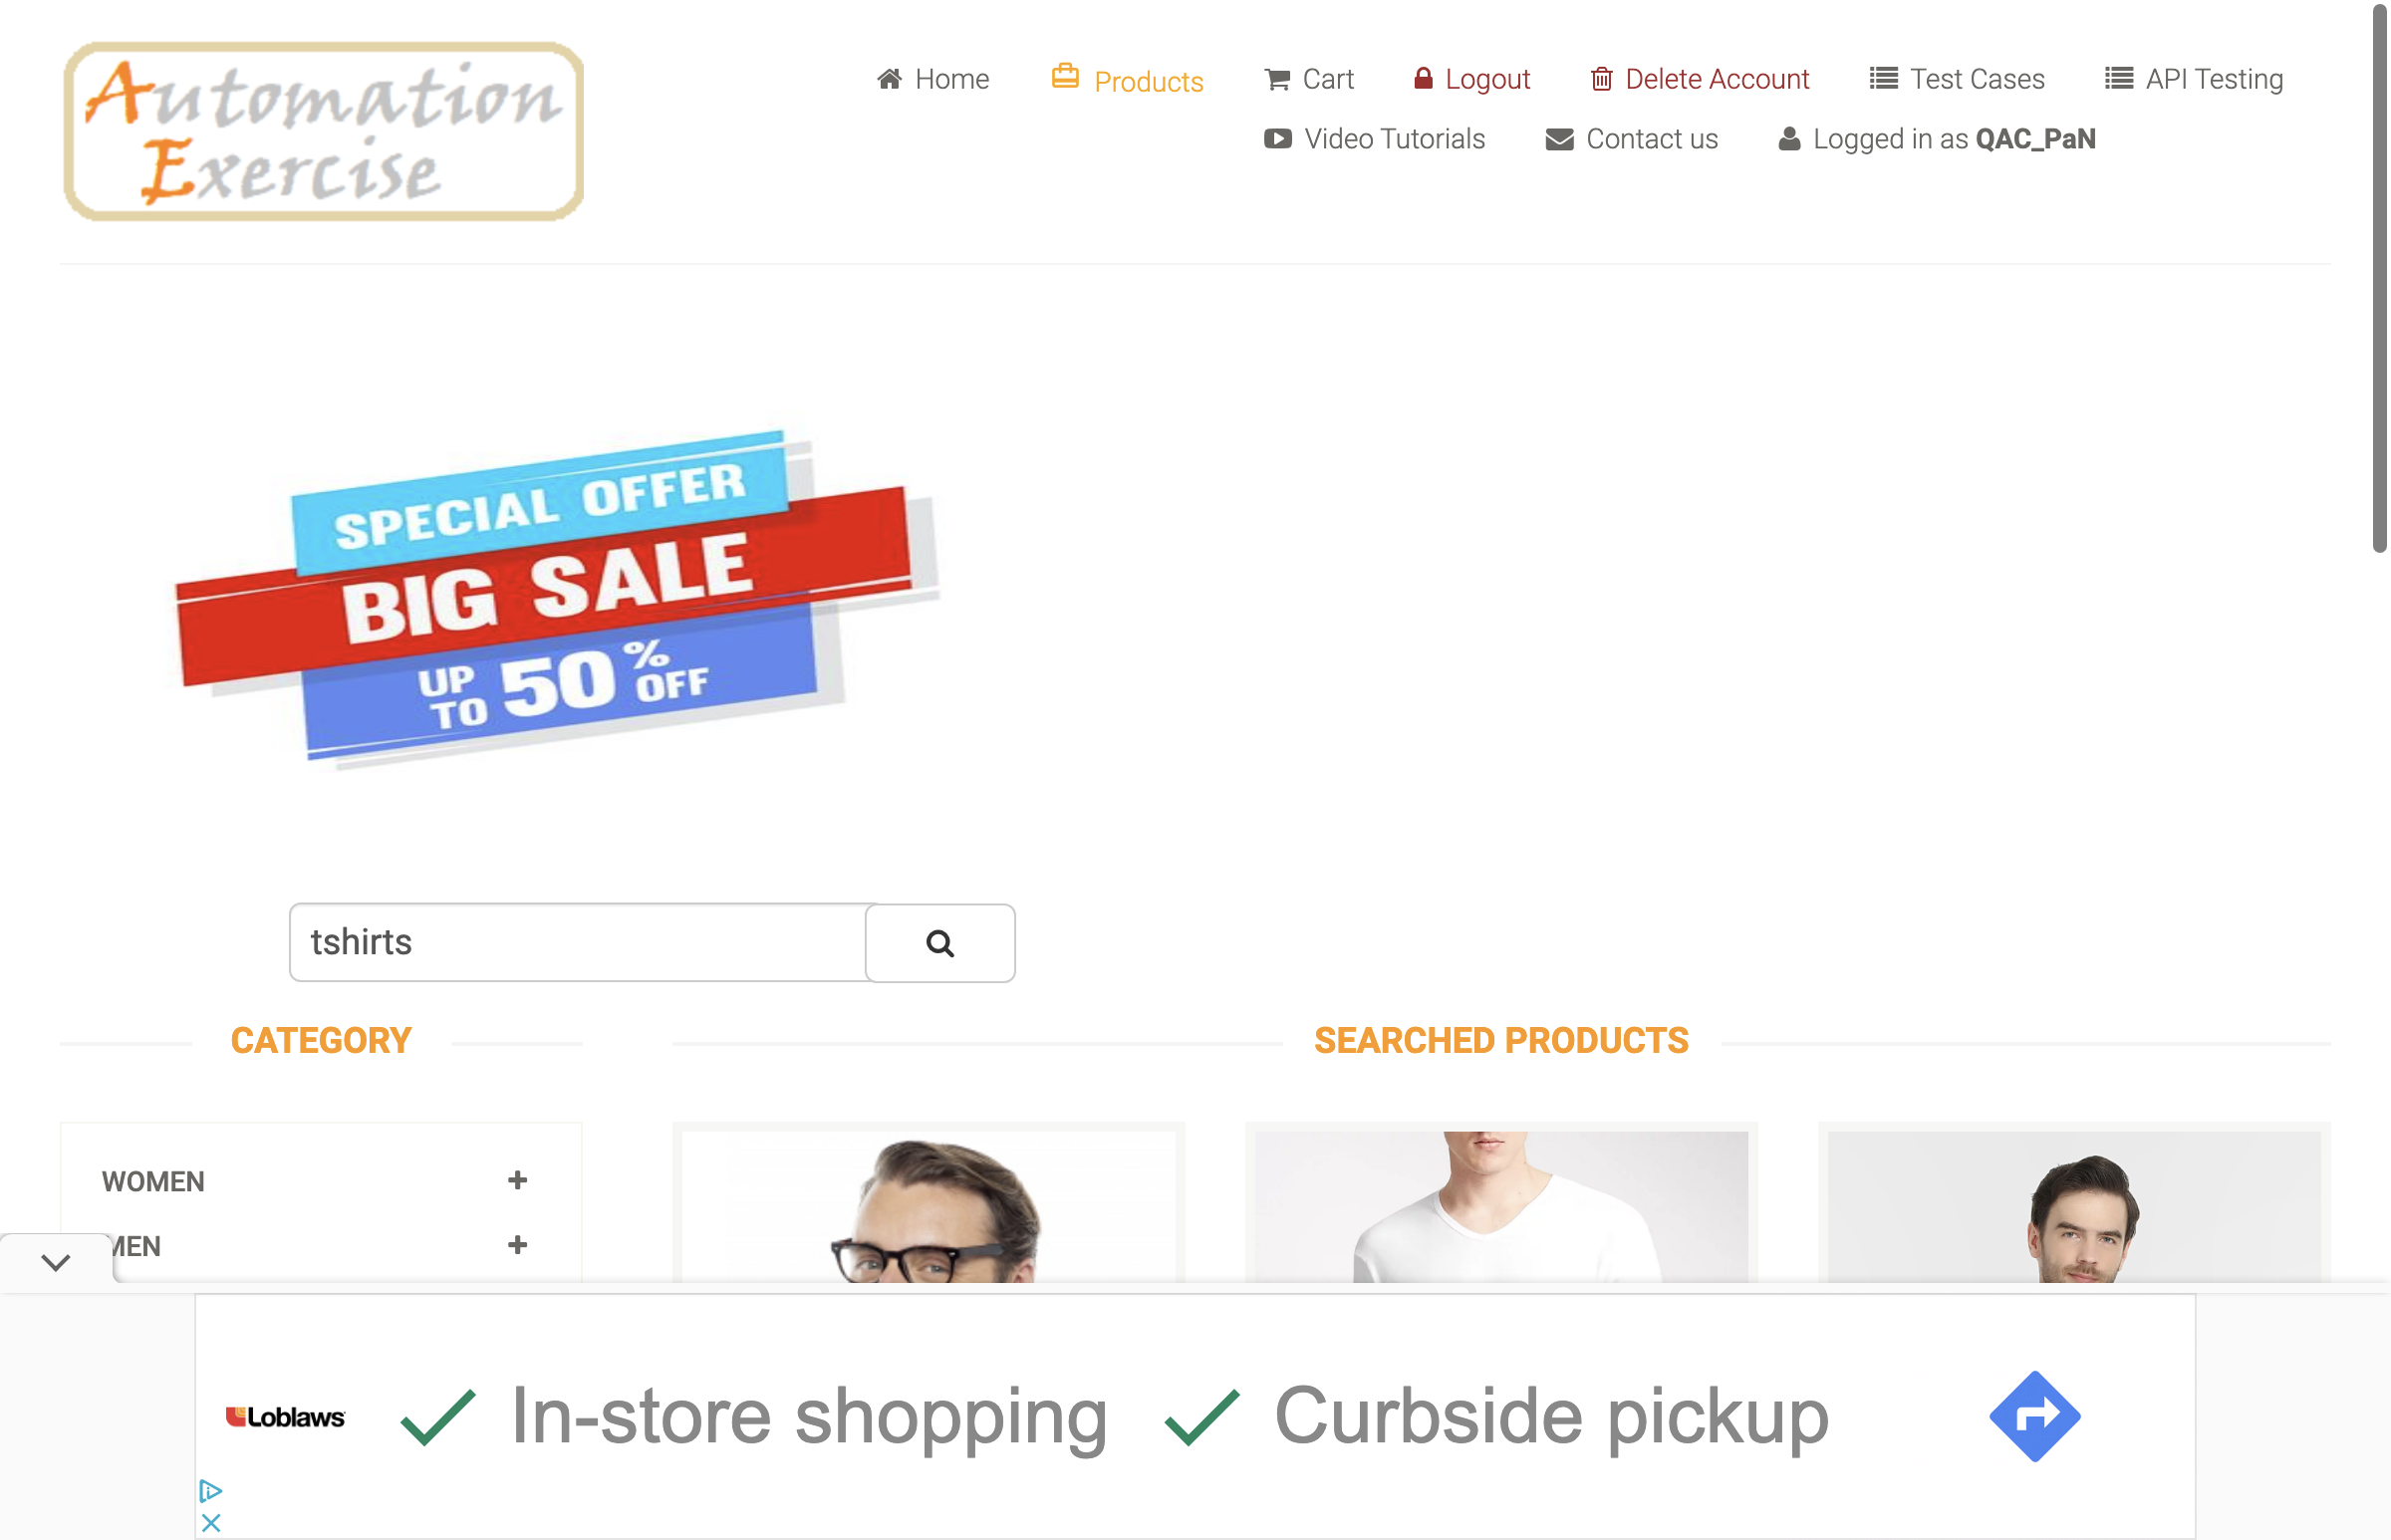 Automation
Exercise
Home Products Cart Logout Delete Account Test Cases API Testing
Video Tutorials Contact us Logged in as QAC_PaN
SPECIAL OFFER
BIG SALE
UP TO 50% OFF
tshirts
CATEGORY
SEARCHED PRODUCTS
WOMEN +
MEN +
Loblaws In-store shopping Curbside pickup